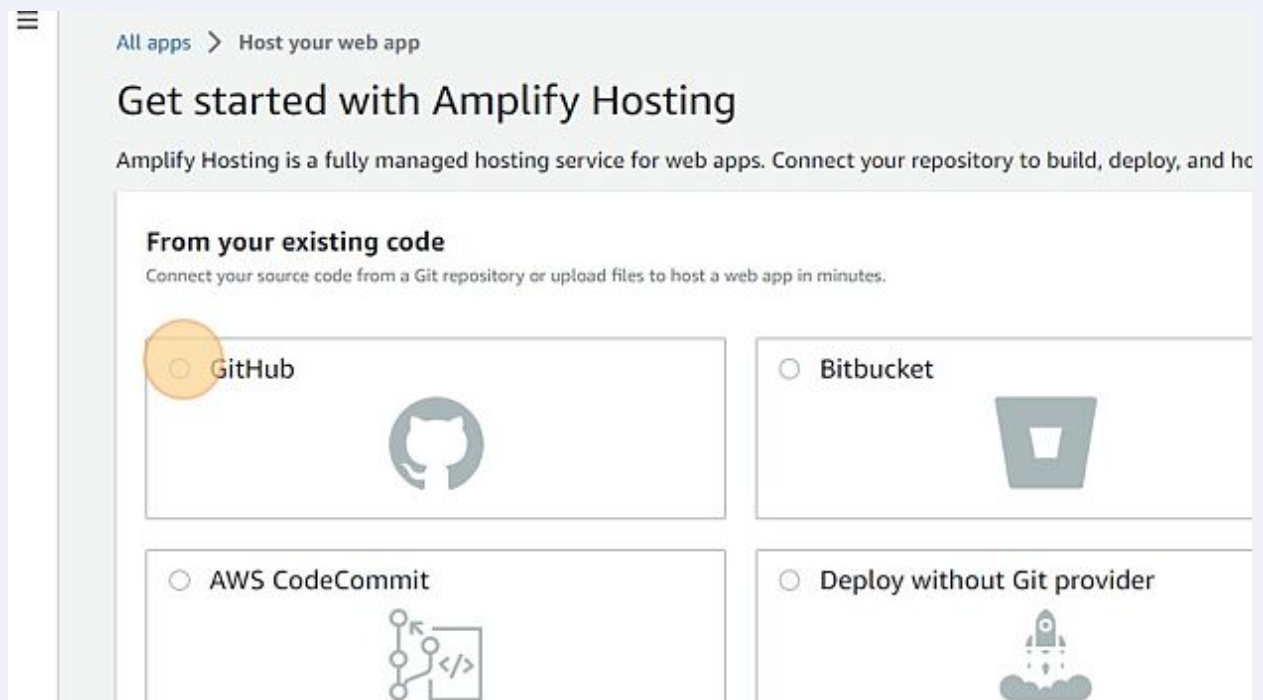 All apps > Host your web app
Get started with Amplify Hosting
Amplify Hosting is a fully managed hosting service for web apps. Connect your repository to build, deploy, and
From your existing code
Connect your source code from a Git repository or upload files to host a web app in minutes.
GitHub
Bitbucket
AWS CodeCommit
</>
Deploy without Git provider